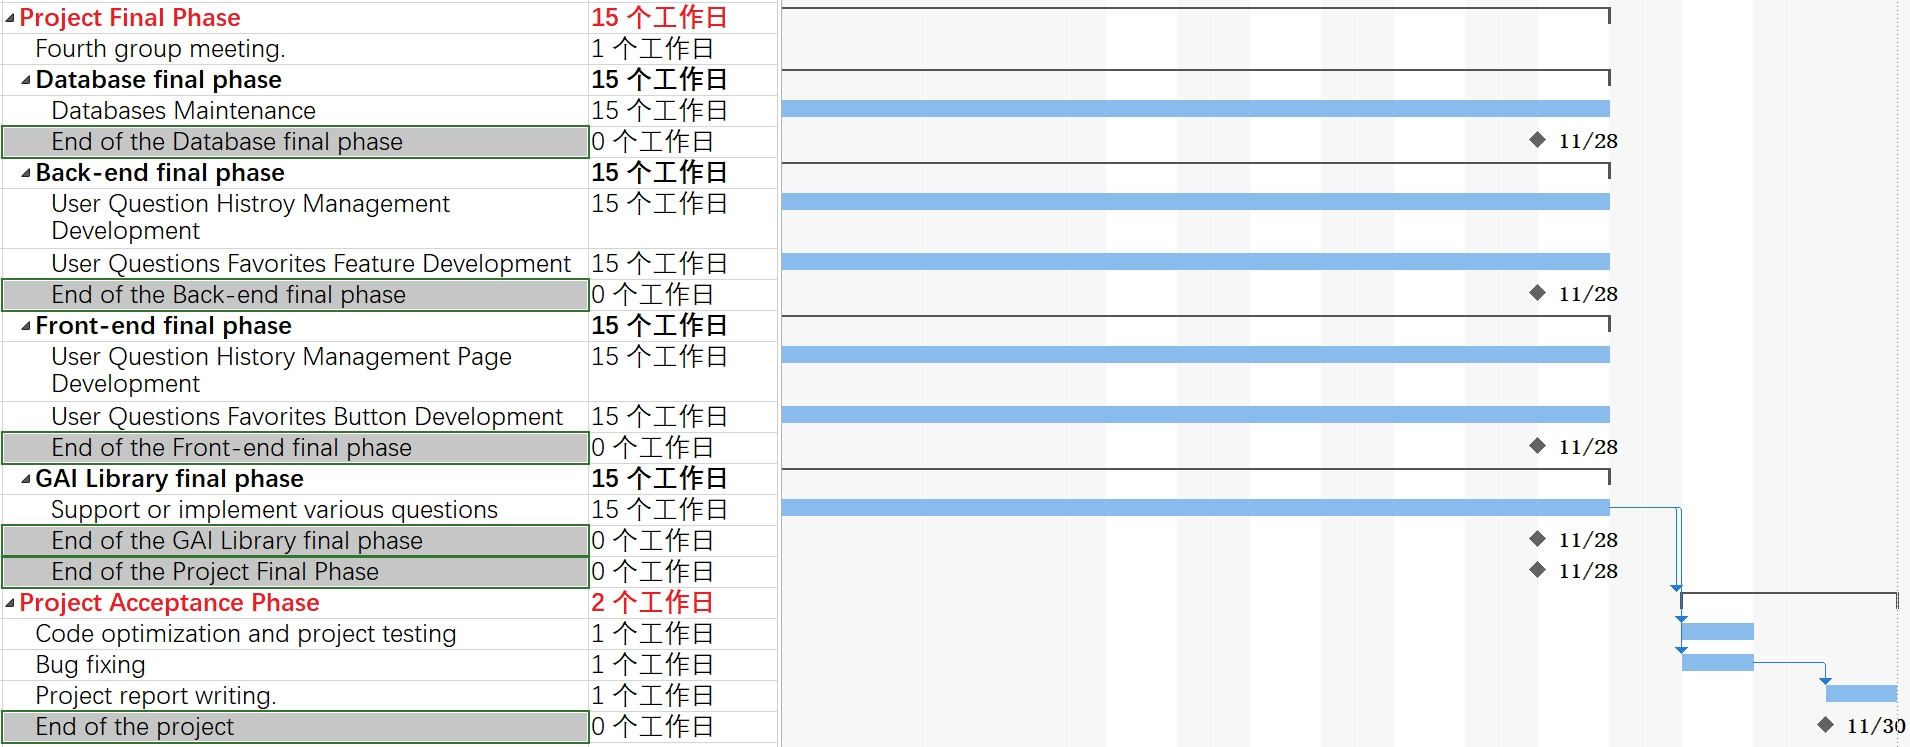 Project Final Phase 15 个工作日
Fourth group meeting. 1 个工作日
Database final phase 15 个工作日
Databases Maintenance 15 个工作日
End of the Database final phase 0 个工作日 11/28
Back-end final phase 15 个工作日
User Question Histroy Management 15 个工作日
Development
User Questions Favorites Feature Development 15 个工作日
End of the Back-end final phase 0 个工作日 11/28
Front-end final phase 15 个工作日
User Question History Management Page 15 个工作日
Development
User Questions Favorites Button Development 15 个工作日
End of the Front-end final phase 0 个工作日 11/28
GAI Library final phase 15 个工作日
Support or implement various questions 15 个工作日
End of the GAI Library final phase 0 个工作日 11/28
End of the Project Final Phase 0 个工作日 11/28
Project Acceptance Phase 2 个工作日
Code optimization and project testing 1 个工作日
Bug fixing 1 个工作日
Project report writing. 1 个工作日
End of the project 0 个工作日 11/30